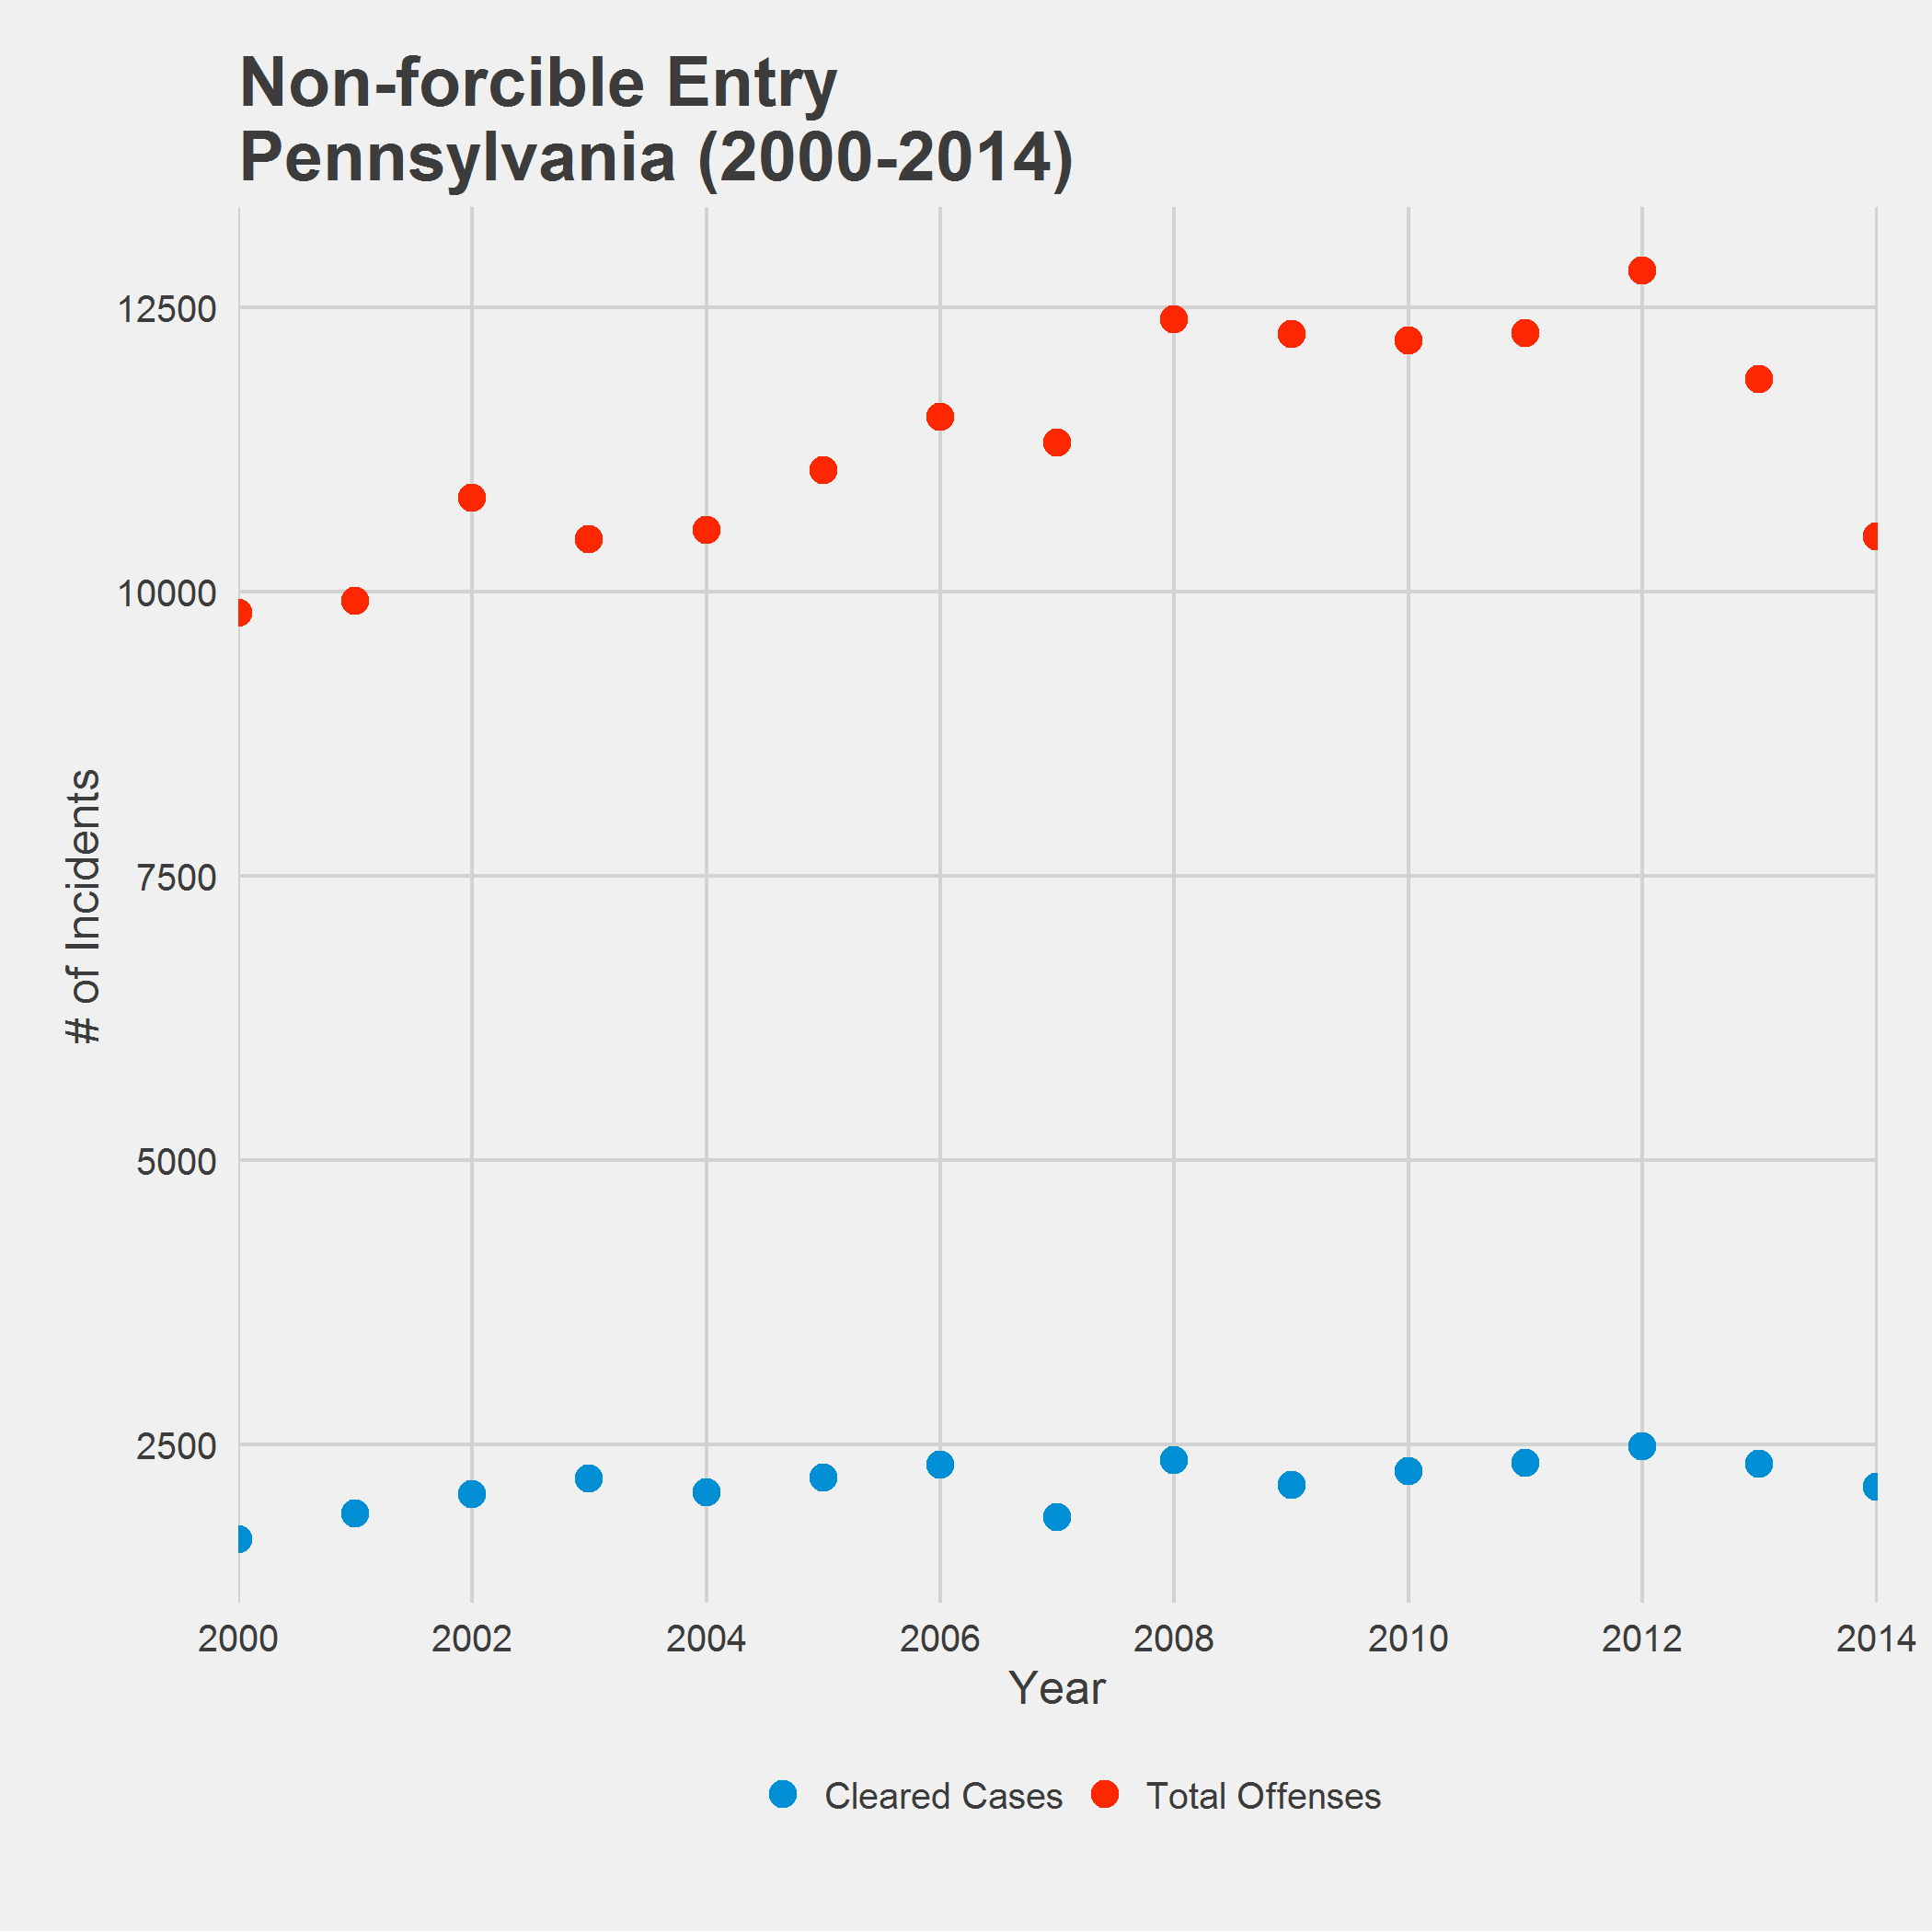 Non-forcible Entry
Pennsylvania (2000-2014)
12500
10000
7500
5000
2500
# of Incidents
2000 2002 2004 2006 2008 2010 2012 2014
Year
Cleared Cases Total Offenses